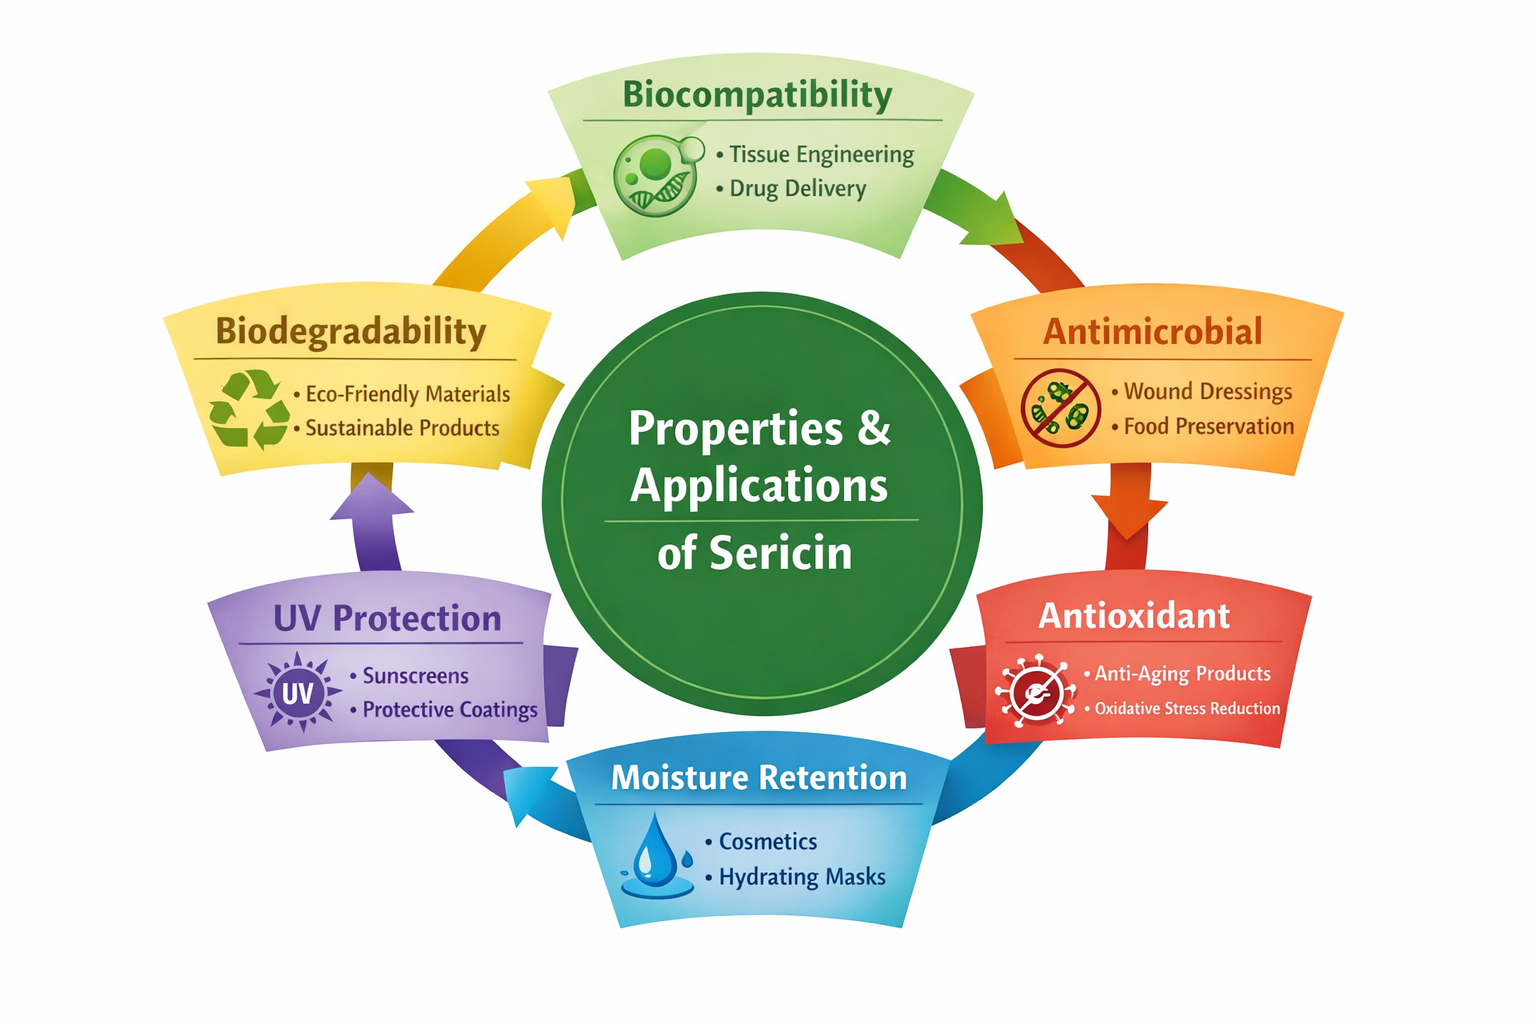 Biocompatibility
• Tissue Engineering
• Drug Delivery
Antimicrobial
• Wound Dressings
• Food Preservation
Antioxidant
• Anti-Aging Products
• Oxidative Stress Reduction
Moisture Retention
• Cosmetics
• Hydrating Masks
UV Protection
UV
• Sunscreens
• Protective Coatings
Biodegradability
• Eco-Friendly Materials
• Sustainable Products
Properties &
Applications
of Sericin